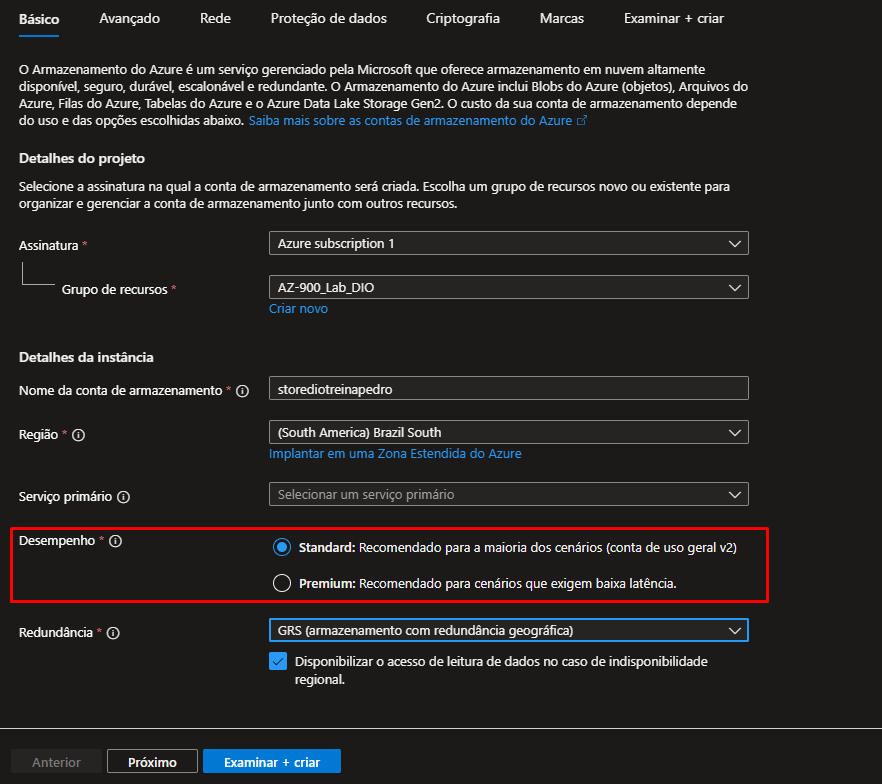 Básico Avançado Rede Proteção de dados Criptografia Marcas Examinar + criar
O Armazenamento do Azure é um serviço gerenciado pela Microsoft que oferece armazenamento em nuvem altamente
disponível, seguro, durável, escalonável e redundante. O Armazenamento do Azure inclui Blobs do Azure (objetos), Arquivos do
Azure, Filas do Azure, Tabelas do Azure e o Azure Data Lake Storage Gen2. O custo da sua conta de armazenamento depende
do uso e das opções escolhidas abaixo. Saiba mais sobre as contas de armazenamento do Azure
Detalhes do projeto
Selecione a assinatura na qual a conta de armazenamento será criada. Escolha um grupo de recursos novo ou existente para
organizar e gerenciar a conta de armazenamento junto com outros recursos.
Assinatura * Azure subscription 1
Grupo de recursos * AZ-900_Lab_DIO
Criar novo
Detalhes da instância
Nome da conta de armazenamento * storediotreinapedro
Região * (South America) Brazil South
Implantar em uma Zona Estendida do Azure
Serviço primário Selecionar um serviço primário
Desempenho * Standard: Recomendado para a maioria dos cenários (conta de uso geral v2)
Premium: Recomendado para cenários que exigem baixa latência.
Redundância * GRS (armazenamento com redundância geográfica)
Disponibilizar o acesso de leitura de dados no caso de indisponibilidade
regional.
Anterior Próximo Examinar + criar